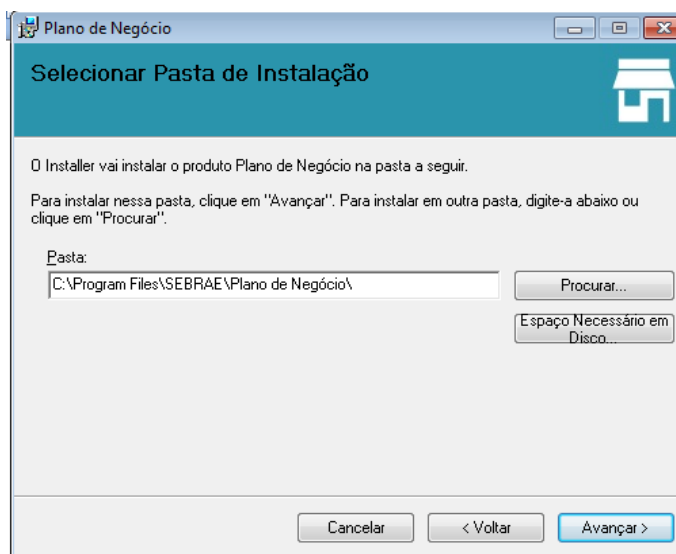 Plano de Negócio
Selecionar Pasta de Instalação
O Installer vai instalar o produto Plano de Negócio na pasta a seguir.
Para instalar nessa pasta, clique em "Avançar". Para instalar em outra pasta, digite-a abaixo ou
clique em "Procurar".
Pasta:
C:\Program Files\SEBRAE\Plano de Negócio\
Procurar...
Espaço Necessário em
Disco...
Cancelar
< Voltar
Avançar >